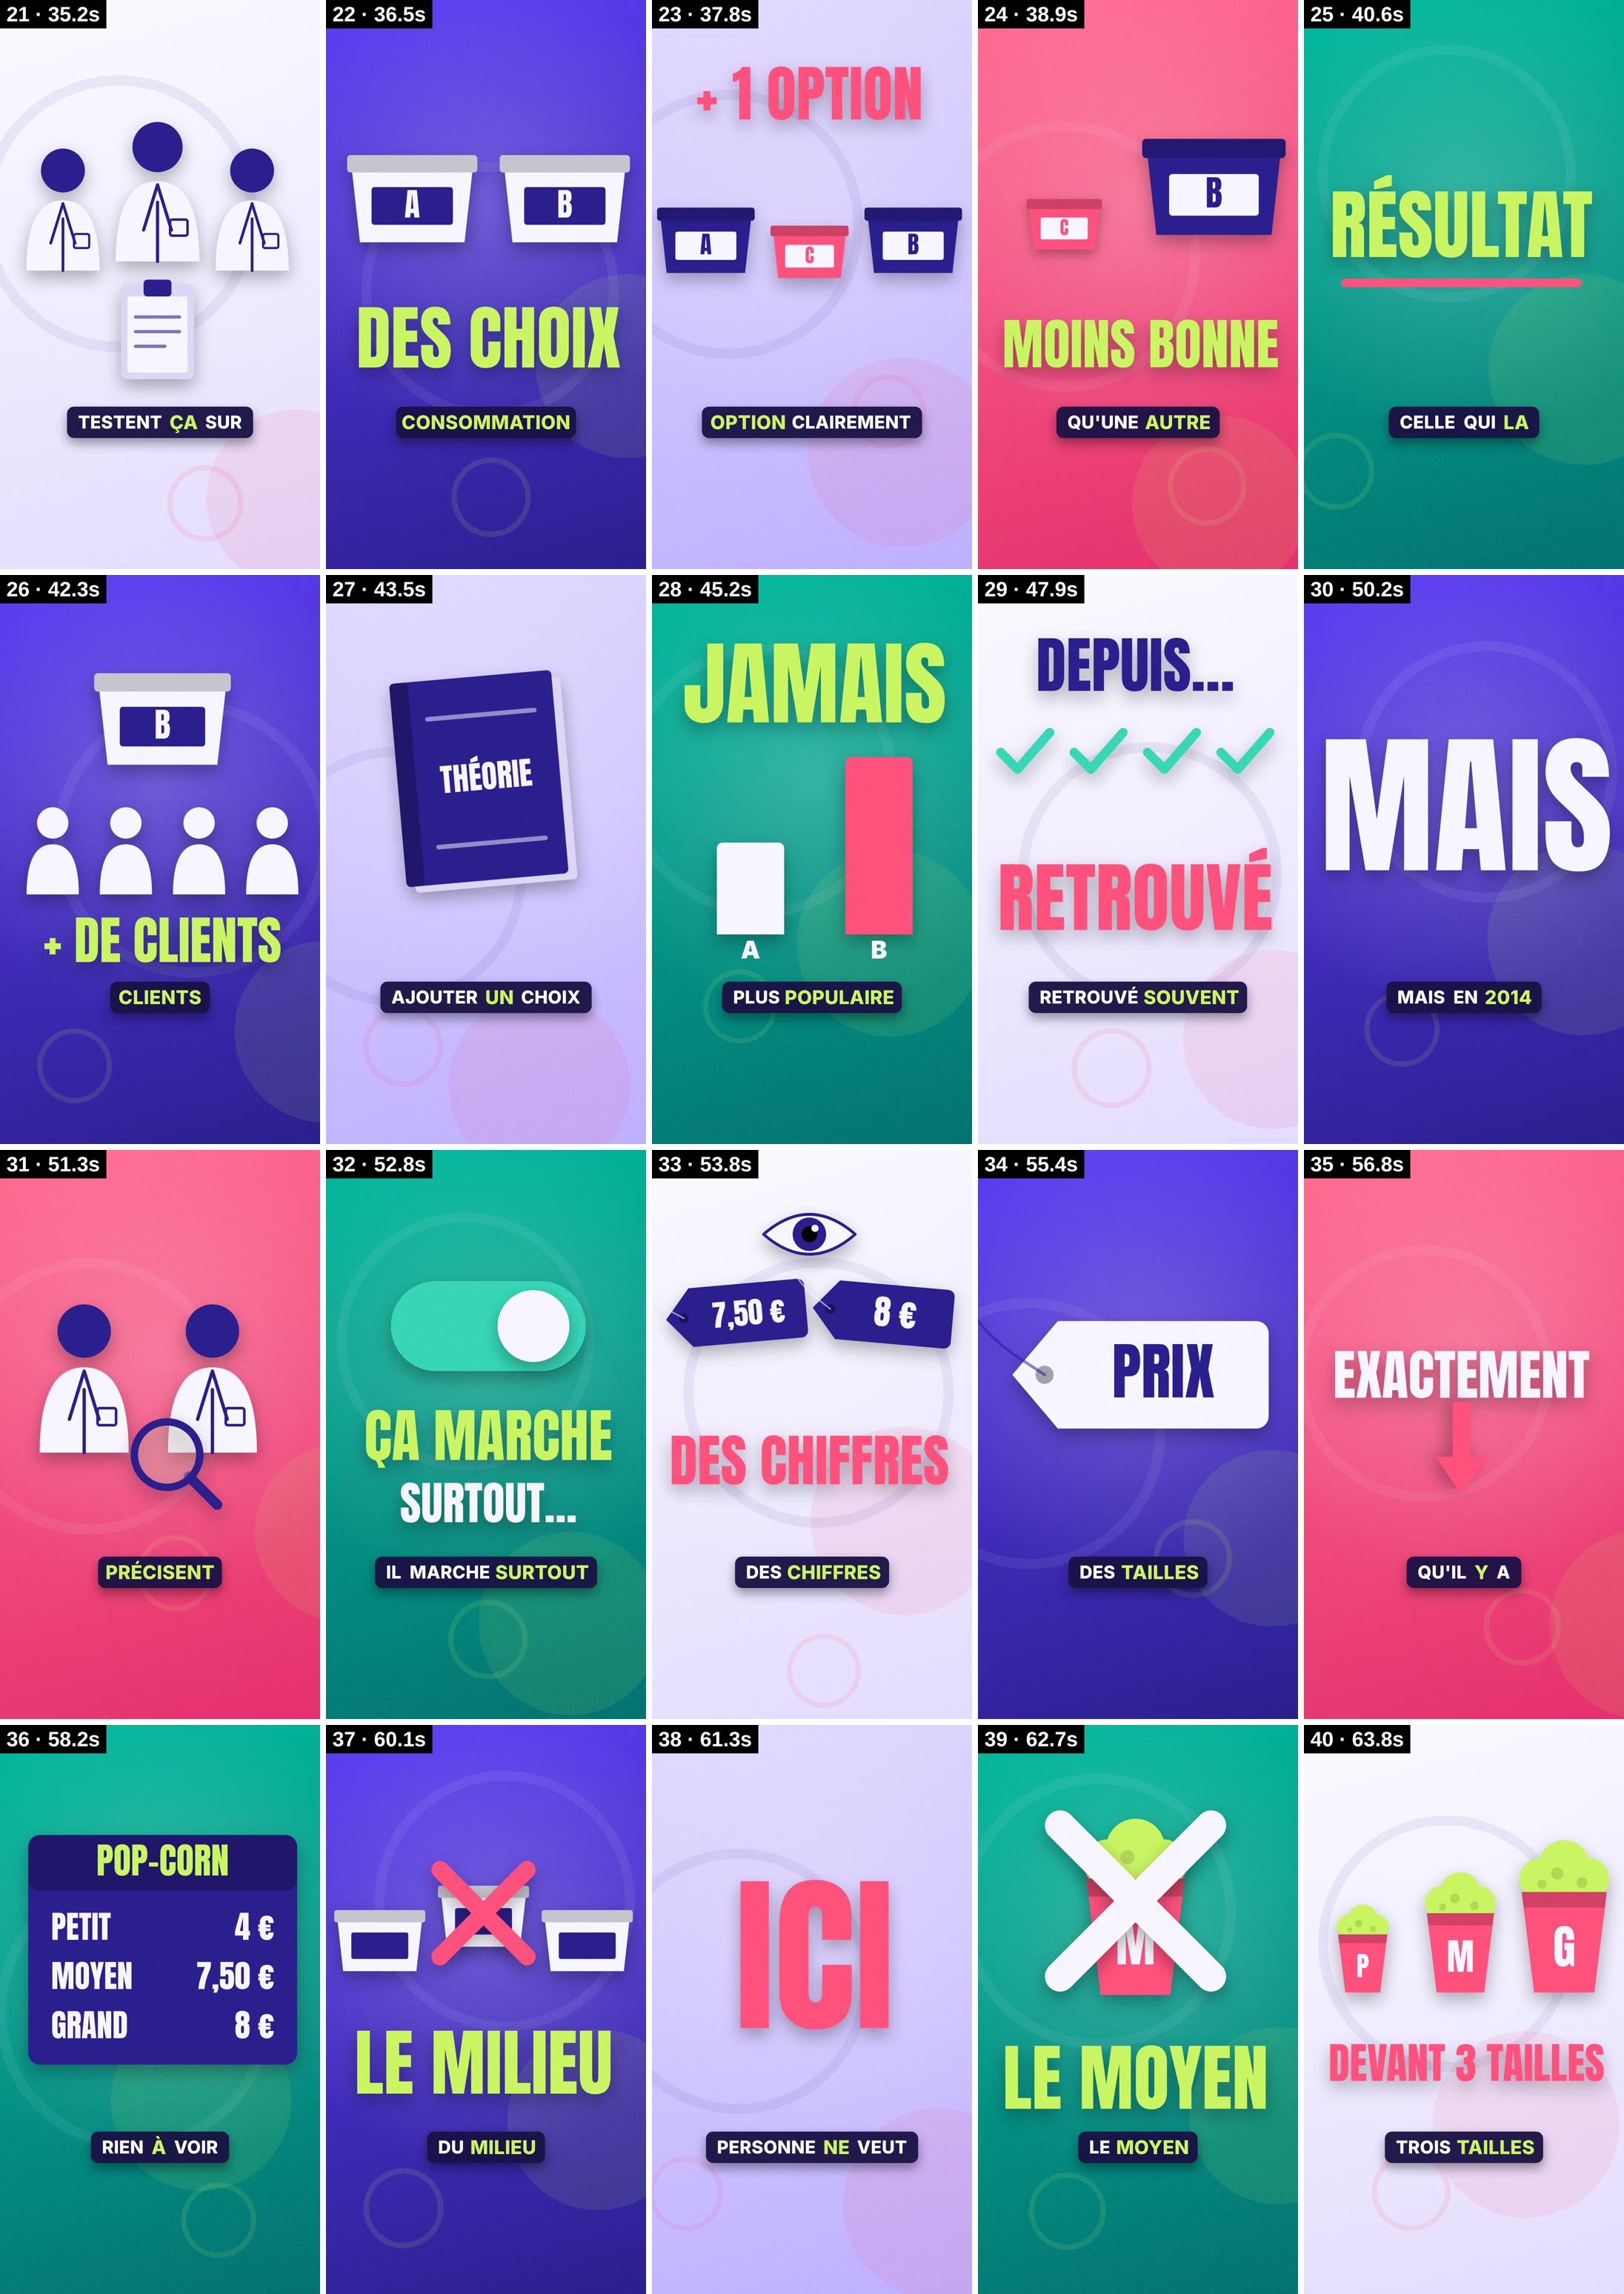 21 · 35.2s
TESTENT ÇA SUR
22 · 36.5s
A
B
DES CHOIX
CONSOMMATION
23 · 37.8s
+ 1 OPTION
A
C
B
OPTION CLAIREMENT
24 · 38.9s
C
B
MOINS BONNE
QU'UNE AUTRE
25 · 40.6s
RÉSULTAT
CELLE QUI LA
26 · 42.3s
B
+ DE CLIENTS
CLIENTS
27 · 43.5s
THÉORIE
AJOUTER UN CHOIX
28 · 45.2s
JAMAIS
A
B
PLUS POPULAIRE
29 · 47.9s
DEPUIS...
RETROUVÉ
RETROUVÉ SOUVENT
30 · 50.2s
MAIS
MAIS EN 2014
31 · 51.3s
PRÉCISENT
32 · 52.8s
ÇA MARCHE
SURTOUT...
IL MARCHE SURTOUT
33 · 53.8s
7,50 €
8 €
DES CHIFFRES
DES CHIFFRES
34 · 55.4s
PRIX
DES TAILLES
35 · 56.8s
EXACTEMENT
QU'IL Y A
36 · 58.2s
POP-CORN
PETIT 4 €
MOYEN 7,50 €
GRAND 8 €
RIEN À VOIR
37 · 60.1s
LE MILIEU
DU MILIEU
38 · 61.3s
ICI
PERSONNE NE VEUT
39 · 62.7s
M
LE MOYEN
LE MOYEN
40 · 63.8s
P
M
G
DEVANT 3 TAILLES
TROIS TAILLES